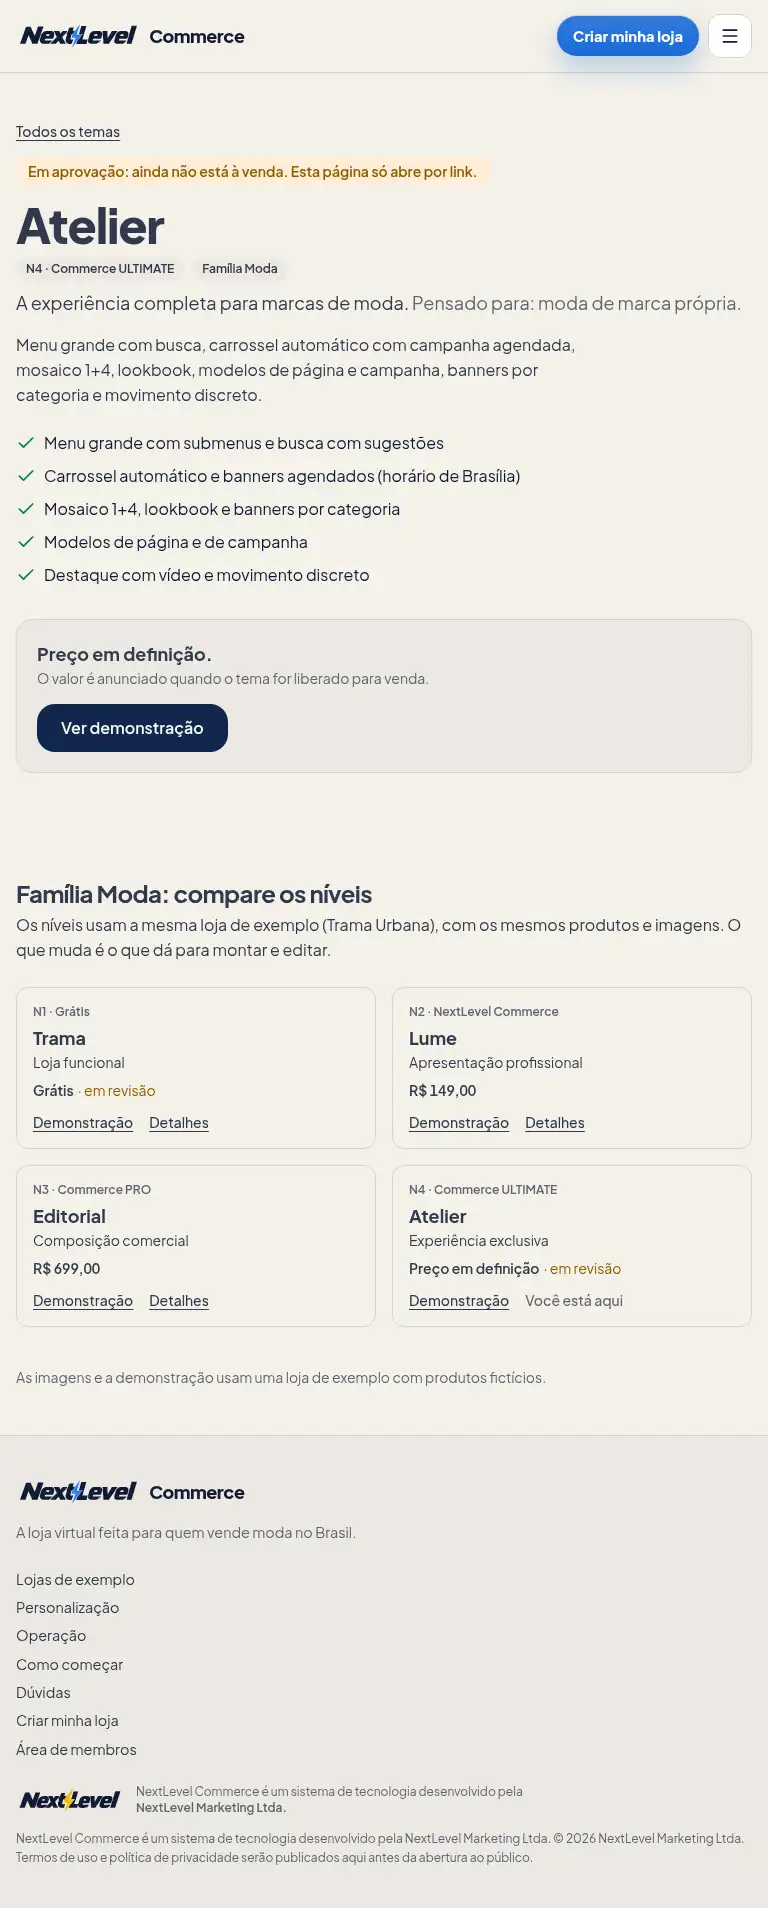 NextLevel Commerce
Criar minha loja
Todos os temas
Em aprovação: ainda não está à venda. Esta página só abre por link.
Atelier
N4 · Commerce ULTIMATE
Família Moda
A experiência completa para marcas de moda. Pensado para: moda de marca própria.
Menu grande com busca, carrossel automático com campanha agendada,
mosaico 1+4, lookbook, modelos de página e campanha, banners por
categoria e movimento discreto.
Menu grande com submenus e busca com sugestões
Carrossel automático e banners agendados (horário de Brasília)
Mosaico 1+4, lookbook e banners por categoria
Modelos de página e de campanha
Destaque com vídeo e movimento discreto
Preço em definição.
O valor é anunciado quando o tema for liberado para venda.
Ver demonstração
Família Moda: compare os níveis
Os níveis usam a mesma loja de exemplo (Trama Urbana), com os mesmos produtos e imagens. O
que muda é o que dá para montar e editar.
N1 · Grátis
Trama
Loja funcional
Grátis · em revisão
Demonstração Detalhes
N2 · NextLevel Commerce
Lume
Apresentação profissional
R$ 149,00
Demonstração Detalhes
N3 · Commerce PRO
Editorial
Composição comercial
R$ 699,00
Demonstração Detalhes
N4 · Commerce ULTIMATE
Atelier
Experiência exclusiva
Preço em definição · em revisão
Demonstração Você está aqui
As imagens e a demonstração usam uma loja de exemplo com produtos fictícios.
NextLevel Commerce
A loja virtual feita para quem vende moda no Brasil.
Lojas de exemplo
Personalização
Operação
Como começar
Dúvidas
Criar minha loja
Área de membros
NextLevel
NextLevel Commerce é um sistema de tecnologia desenvolvido pela
NextLevel Marketing Ltda.
NextLevel Commerce é um sistema de tecnologia desenvolvido pela NextLevel Marketing Ltda. © 2026 NextLevel Marketing Ltda.
Termos de uso e política de privacidade serão publicados aqui antes da abertura ao público.